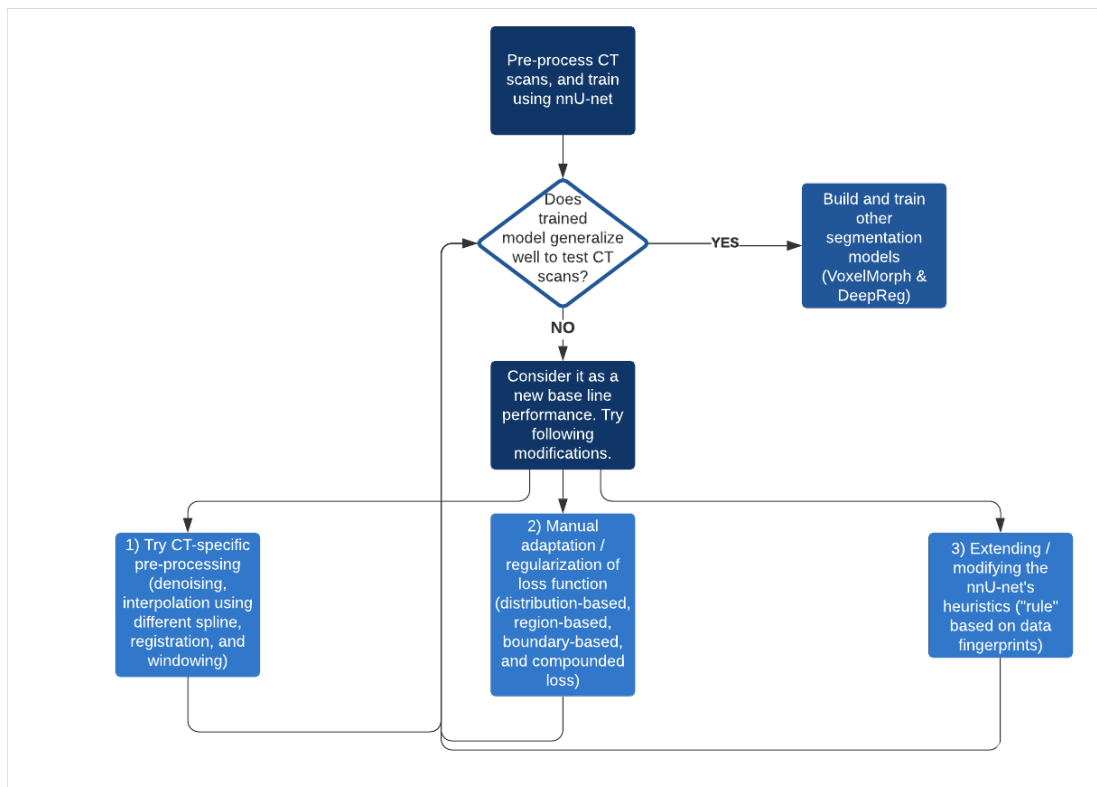 Pre-process CT
scans, and train
using nnU-net
Does
trained
model generalize
well to test CT
scans?
YES
Build and train
other
segmentation
models
(VoxelMorph &
DeepReg)
NO
Consider it as a
new base line
performance. Try
following
modifications.
1) Try CT-specific
pre-processing
(denoising,
interpolation using
different spline,
registration, and
windowing)
2) Manual
adaptation /
regularization of
loss function
(distribution-based,
region-based,
boundary-based,
and compounded
loss)
3) Extending /
modifying the
nnU-net's
heuristics ("rule"
based on data
fingerprints)